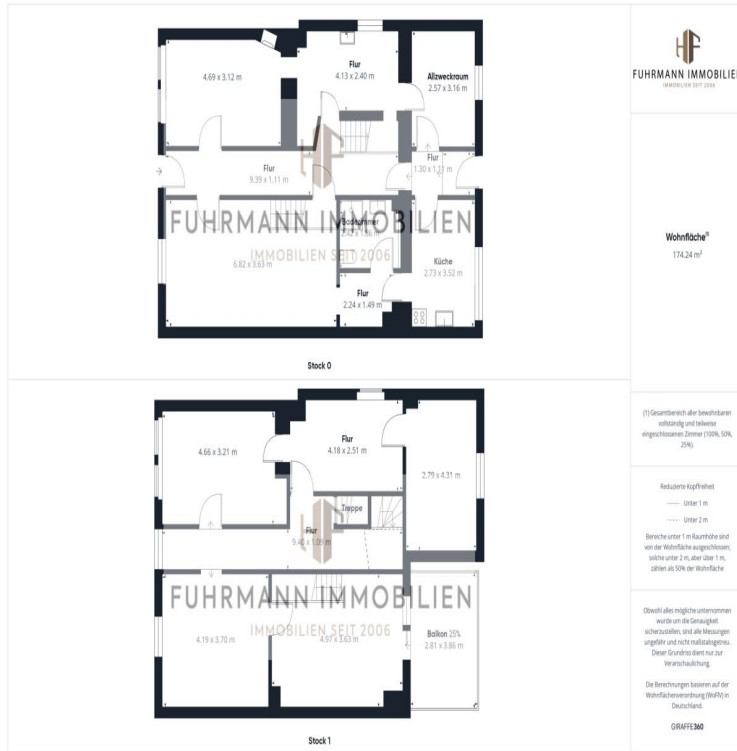 4.69 x 3.12 m
Flur
4.13 x 2.40 m
Allzweckraum
2.57 x 3.16 m
Flur
9.39 x 1.11 m
Flur
1.30 x 1.11 m
FUHRMANN IMMOBILIEN
IMMOBILIEN SEIT 2006
Badezimmer
6.82 x 3.63 m
Flur
2.24 x 1.49 m
Küche
2.73 x 3.52 m
Stock 0
4.66 x 3.21 m
Flur
4.18 x 2.51 m
2.79 x 4.31 m
Treppe
Flur
9.40 x 1.09 m
FUHRMANN IMMOBILIEN
IMMOBILIEN SEIT 2006
4.19 x 3.70 m
4.97 x 3.63 m
Balkon 25%
2.81 x 3.86 m
Stock 1
FUHRMANN IMMOBILIE
IMMOBILIEN SEIT 2006
Wohnfläche(1)
174.24 m²
(1) Gesamtbereich aller bewohnbaren
vollständig und teilweise
eingeschlossenen Zimmer (100%, 50%,
25%).
Reduzierte Kopffreiheit
Unter 1 m
Unter 2 m
Bereiche unter 1 m Raumhöhe sind
von der Wohnfläche ausgeschlossen;
solche unter 2 m, aber über 1 m,
zählen als 50% der Wohnfläche
Obwohl alles mögliche unternommen
wurde um die Genauigkeit
sicherzustellen, sind alle Messungen
ungefähr und nicht maßstabsgetreu.
Dieser Grundriss dient nur zur
Veranschaulichung.
Die Berechnungen basieren auf der
Wohnflächenverordnung (WoFlV) in
Deutschland.
GIRAFFE360